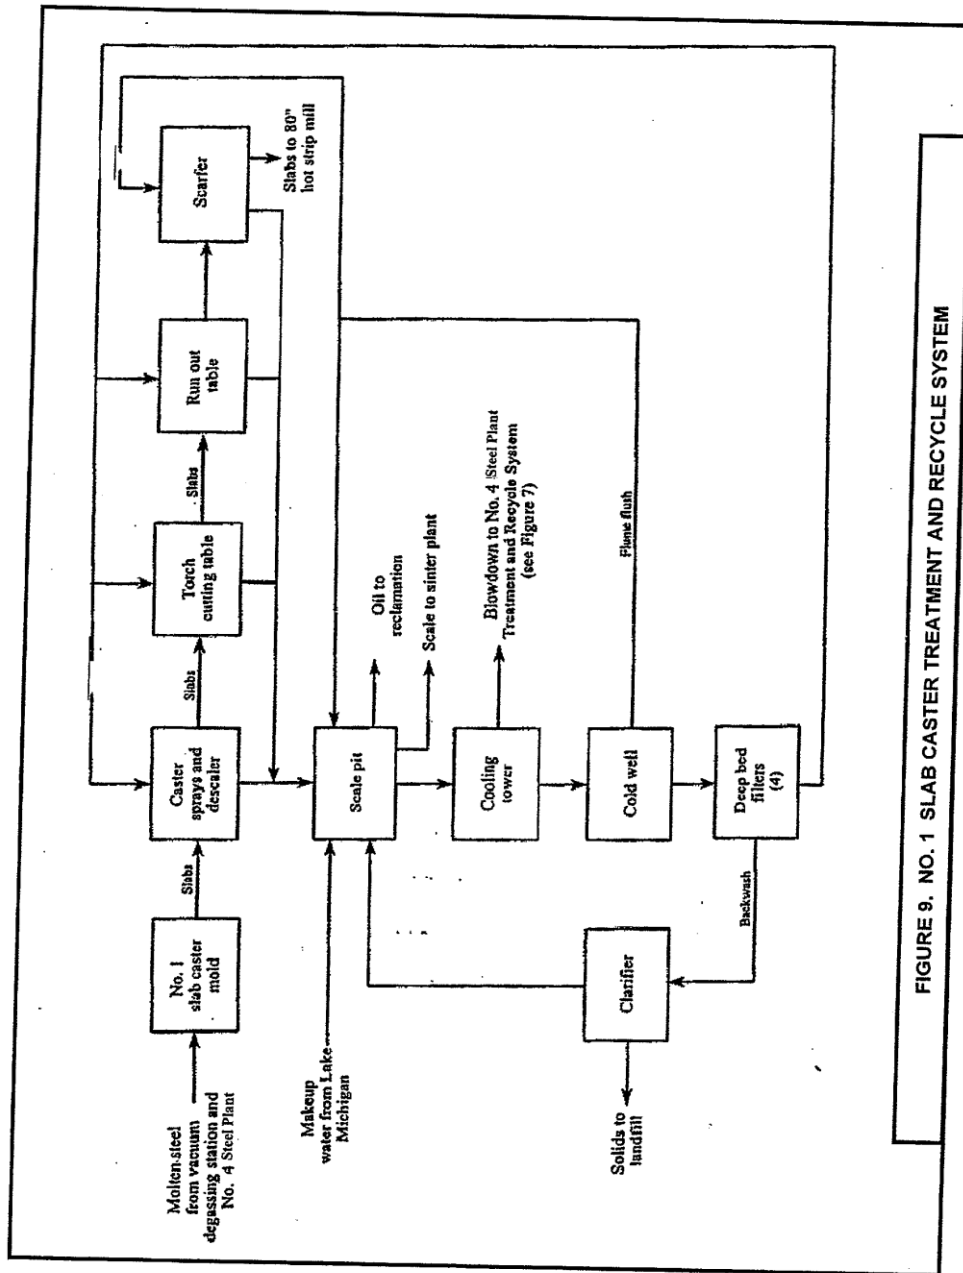 Molten steel
from vacuum
degassing station and
No. 4 Steel Plant
No. 1
slab caster
mold
Slabs
Caster
sprays and
descaler
Slabs
Torch
cutting table
Slabs
Run out
table
Scarfer
Slabs to 80"
hot strip mill
Makeup
water from Lake
Michigan
Scale pit
Oil to
reclamation
Scale to sinter plant
Cooling
tower
Blowdown to No. 4 Steel Plant
Treatment and Recycle System
(see Figure 7)
Cold well
Flume flush
Deep bed
filters
(4)
Backwash
Clarifier
Solids to
landfill
FIGURE 9. NO. 1 SLAB CASTER TREATMENT AND RECYCLE SYSTEM